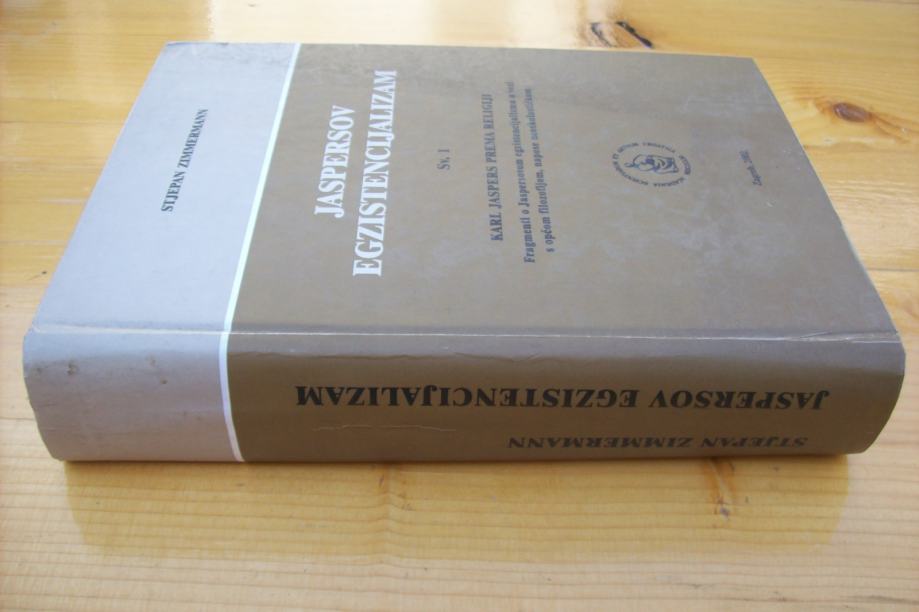 STJEPAN ZIMMERMANN
JASPERSOV
EGZISTENCIJALIZAM
Sv. 1
KARL JASPERS PREMA RELIGIJI
Fragmenti o Jaspersovom egzistencijalizmu u vezi
s općom filozofijom, napose
Zagreb,
JASPERSOV EGZISTENCIJALIZAM
STJEPAN ZIMMERMANN